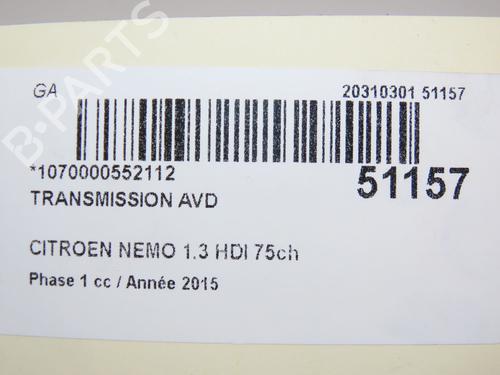 B-PARTS
GA
20310301 51157
*1070000552112
51157
TRANSMISSION AVD
CITROEN NEMO 1.3 HDI 75ch
Phase 1 cc / Année 2015